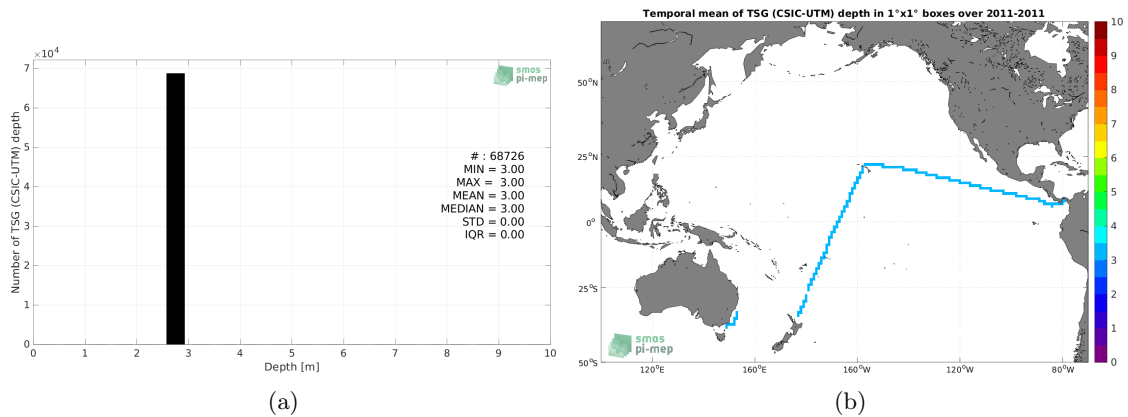 ×10⁴
7
6
5
4
3
2
1
0
Number of TSG (CSIC-UTM) depth
smos
pi-mep
# : 68726
MIN = 3.00
MAX = 3.00
MEAN = 3.00
MEDIAN = 3.00
STD = 0.00
IQR = 0.00
0 1 2 3 4 5 6 7 8 9 10
Depth [m]
(a)
Temporal mean of TSG (CSIC-UTM) depth in 1°x1° boxes over 2011-2011
50°N
25°N
0°
25°S
50°S
smos
pi-mep
120°E 160°E 160°W 120°W 80°W
10
9
8
7
6
5
4
3
2
1
0
(b)